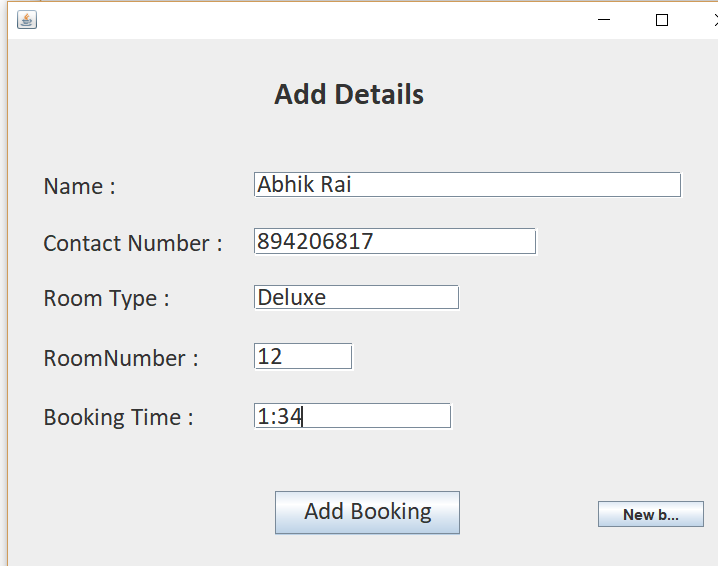 Add Details
Name : Abhik Rai
Contact Number : 894206817
Room Type : Deluxe
RoomNumber : 12
Booking Time : 1:34
Add Booking New b...